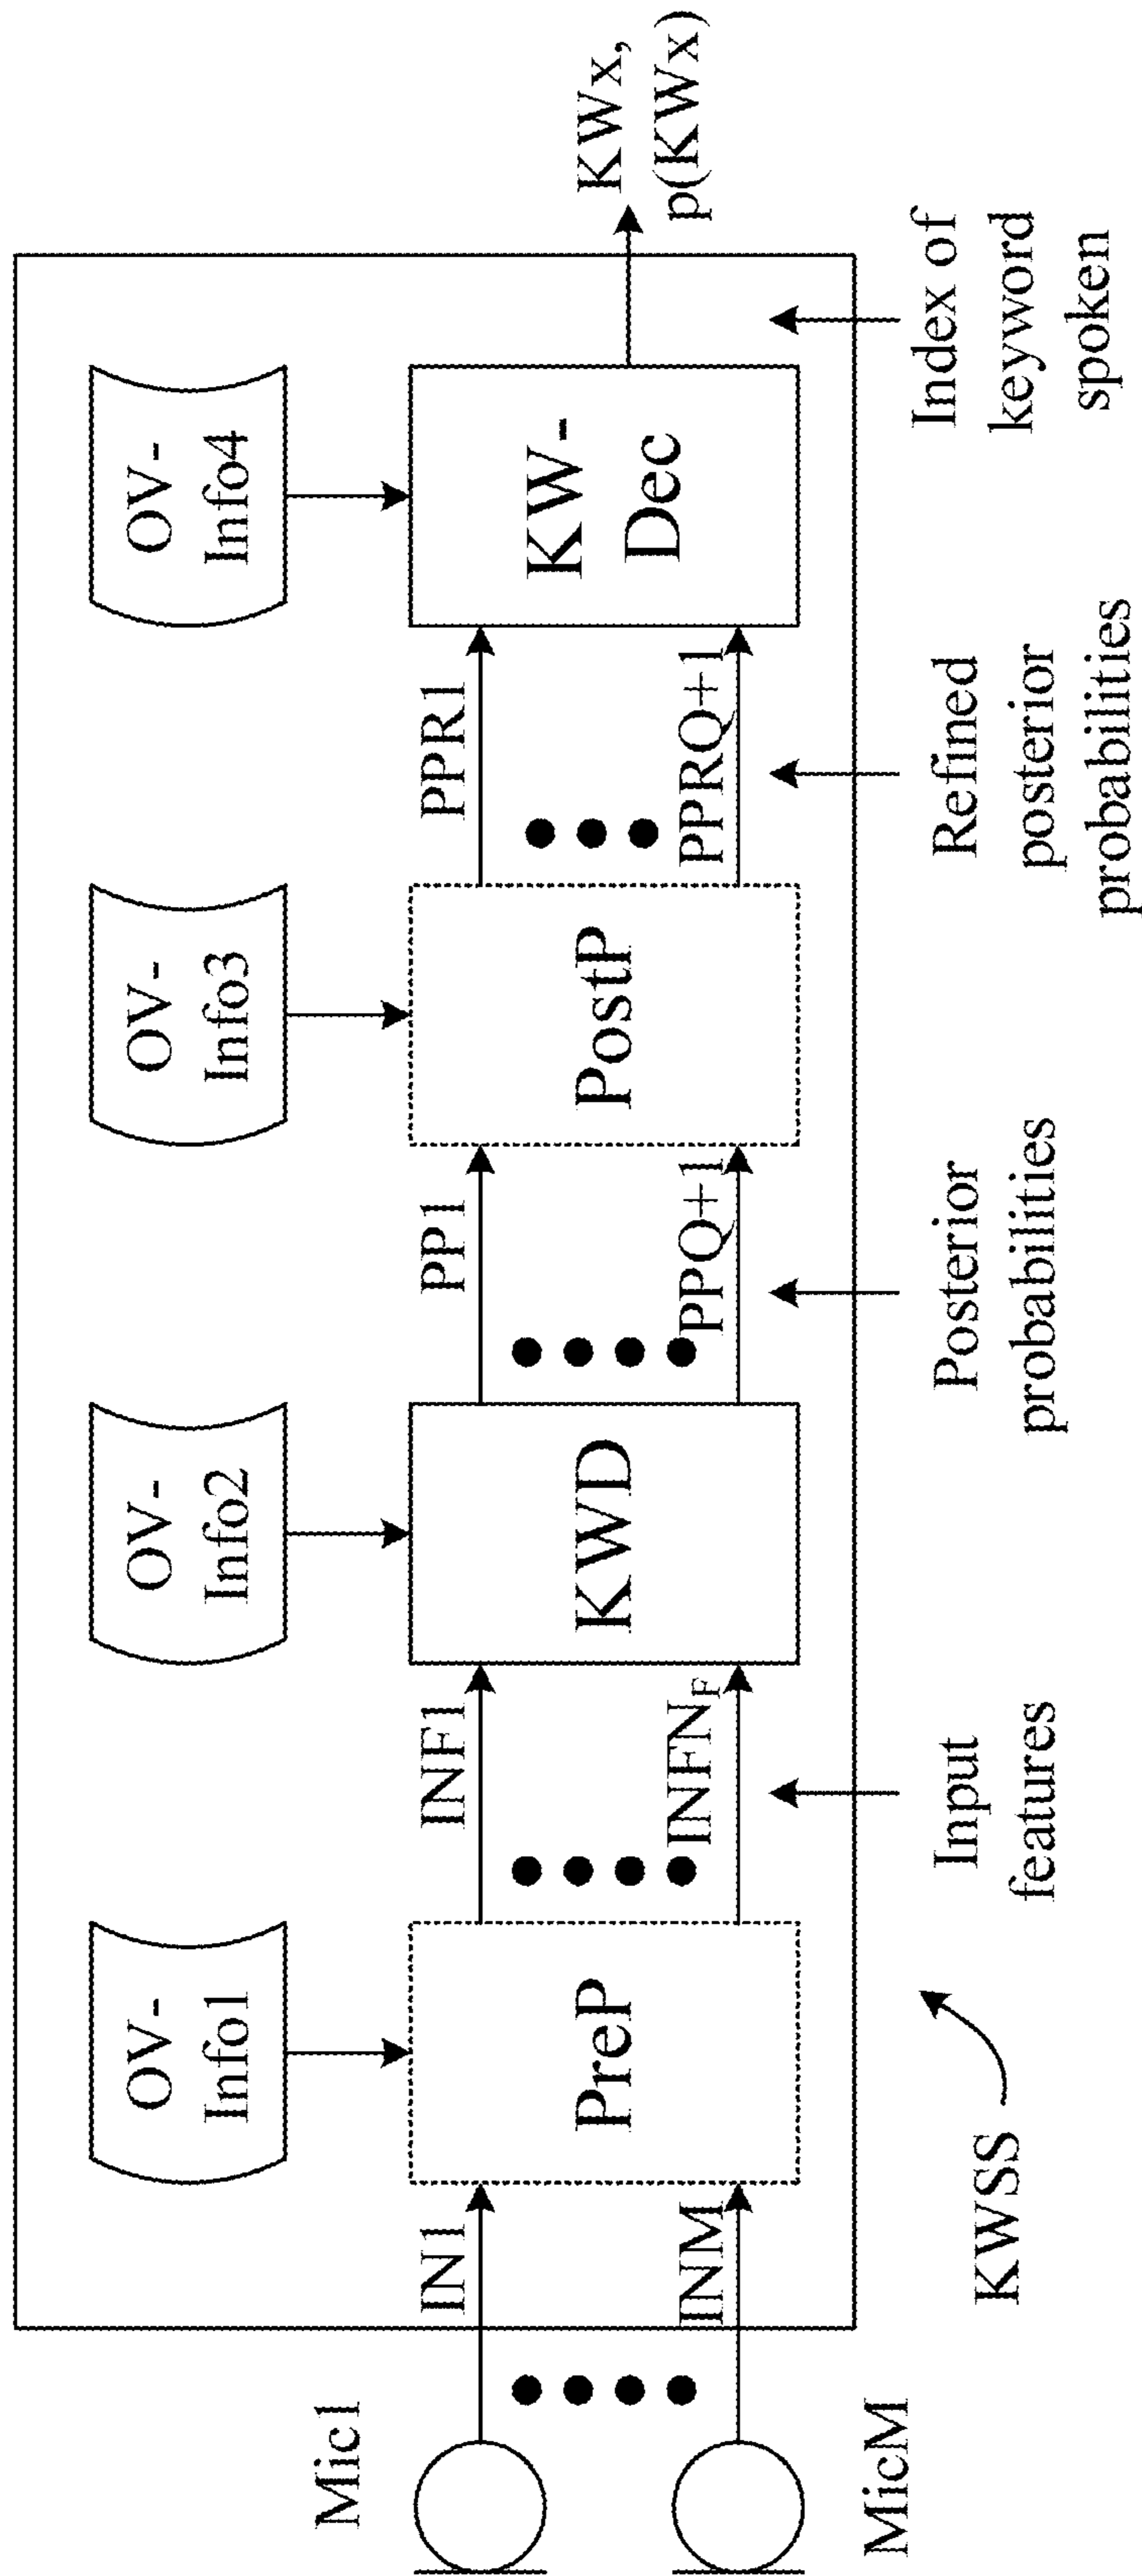 OV-
Info1
OV-
Info2
OV-
Info3
OV-
Info4
Mic1
IN1
INF1
PP1
PPR1
PreP
KWD
PostP
KW-
Dec
KWx,
p(KWx)
MicM
INM
INFNF
PPQ+1
PPRQ+1
KWSS
Input
features
Posterior
probabilities
Refined
posterior
probabilities
Index of
keyword
spoken